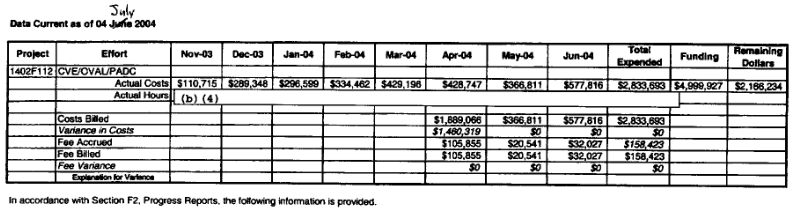 July
Data Current as of 04 June 2004
Project Effort Nov-03 Dec-03 Jan-04 Feb-04 Mar-04 Apr-04 May-04 Jun-04 Total Expended Funding Remaining Dollars
1402F112 CVE/OVAL/PADC
Actual Costs $110,715 $289,348 $296,599 $334,462 $429,196 $428,747 $366,811 $577,816 $2,833,693 $4,999,927 $2,166,234
Actual Hours (b) (4)
Costs Billed $1,889,066 $366,811 $577,816 $2,833,693
Variance in Costs $1,460,319 $0 $0 $0
Fee Accrued $105,855 $20,541 $32,027 $158,423
Fee Billed $105,855 $20,541 $32,027 $158,423
Fee Variance $0 $0 $0 $0
Explanation for Variance
In accordance with Section F2, Progress Reports, the following information is provided.